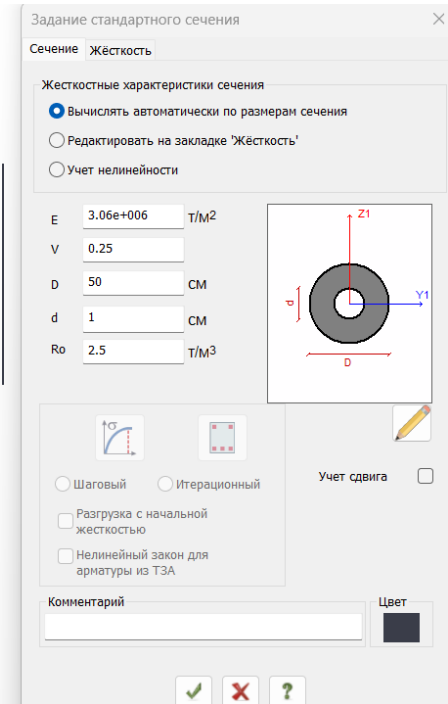 Задание стандартного сечения
Сечение Жёсткость
Жесткостные характеристики сечения
Вычислять автоматически по размерам сечения
Редактировать на закладке 'Жёсткость'
Учет нелинейности
E 3.06e+006 т/м2
V 0.25
D 50 см
d 1 см
Ro 2.5 т/м3
Z1
Y1
d
D
σ
Шаговый Итерационный
Учет сдвига
Разгрузка с начальной
жесткостью
Нелинейный закон для
арматуры из ТЗА
Комментарий Цвет
?